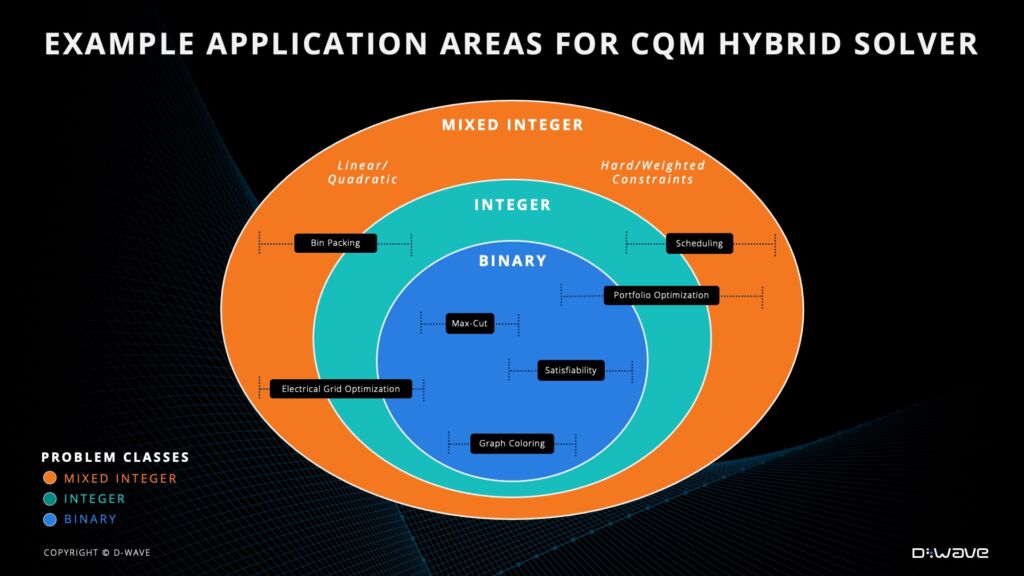 EXAMPLE APPLICATION AREAS FOR CQM HYBRID SOLVER
MIXED INTEGER
Linear/
Quadratic
Hard/Weighted
Constraints
INTEGER
Bin Packing
Scheduling
BINARY
Portfolio Optimization
Max-Cut
Satisfiability
Electrical Grid Optimization
Graph Coloring
PROBLEM CLASSES
MIXED INTEGER
INTEGER
BINARY
COPYRIGHT © D-WAVE
D:wave